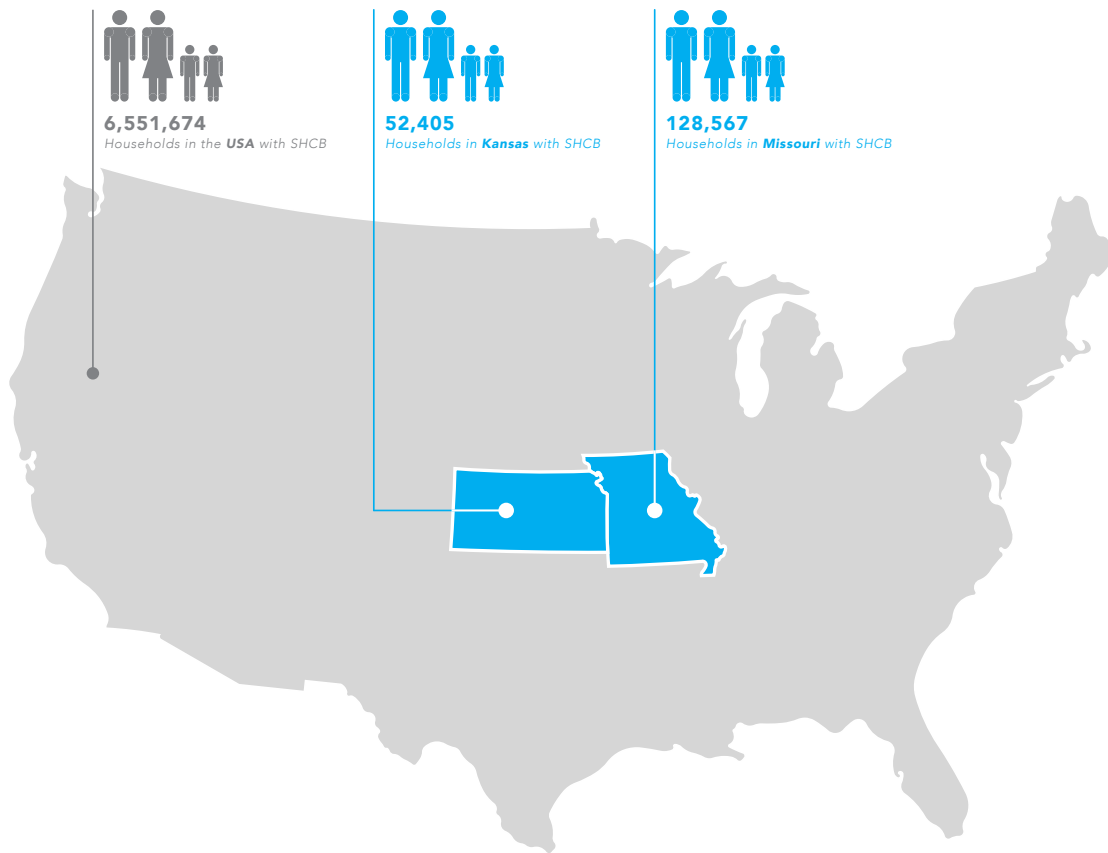 6,551,674
Households in the USA with SHCB
52,405
Households in Kansas with SHCB
128,567
Households in Missouri with SHCB